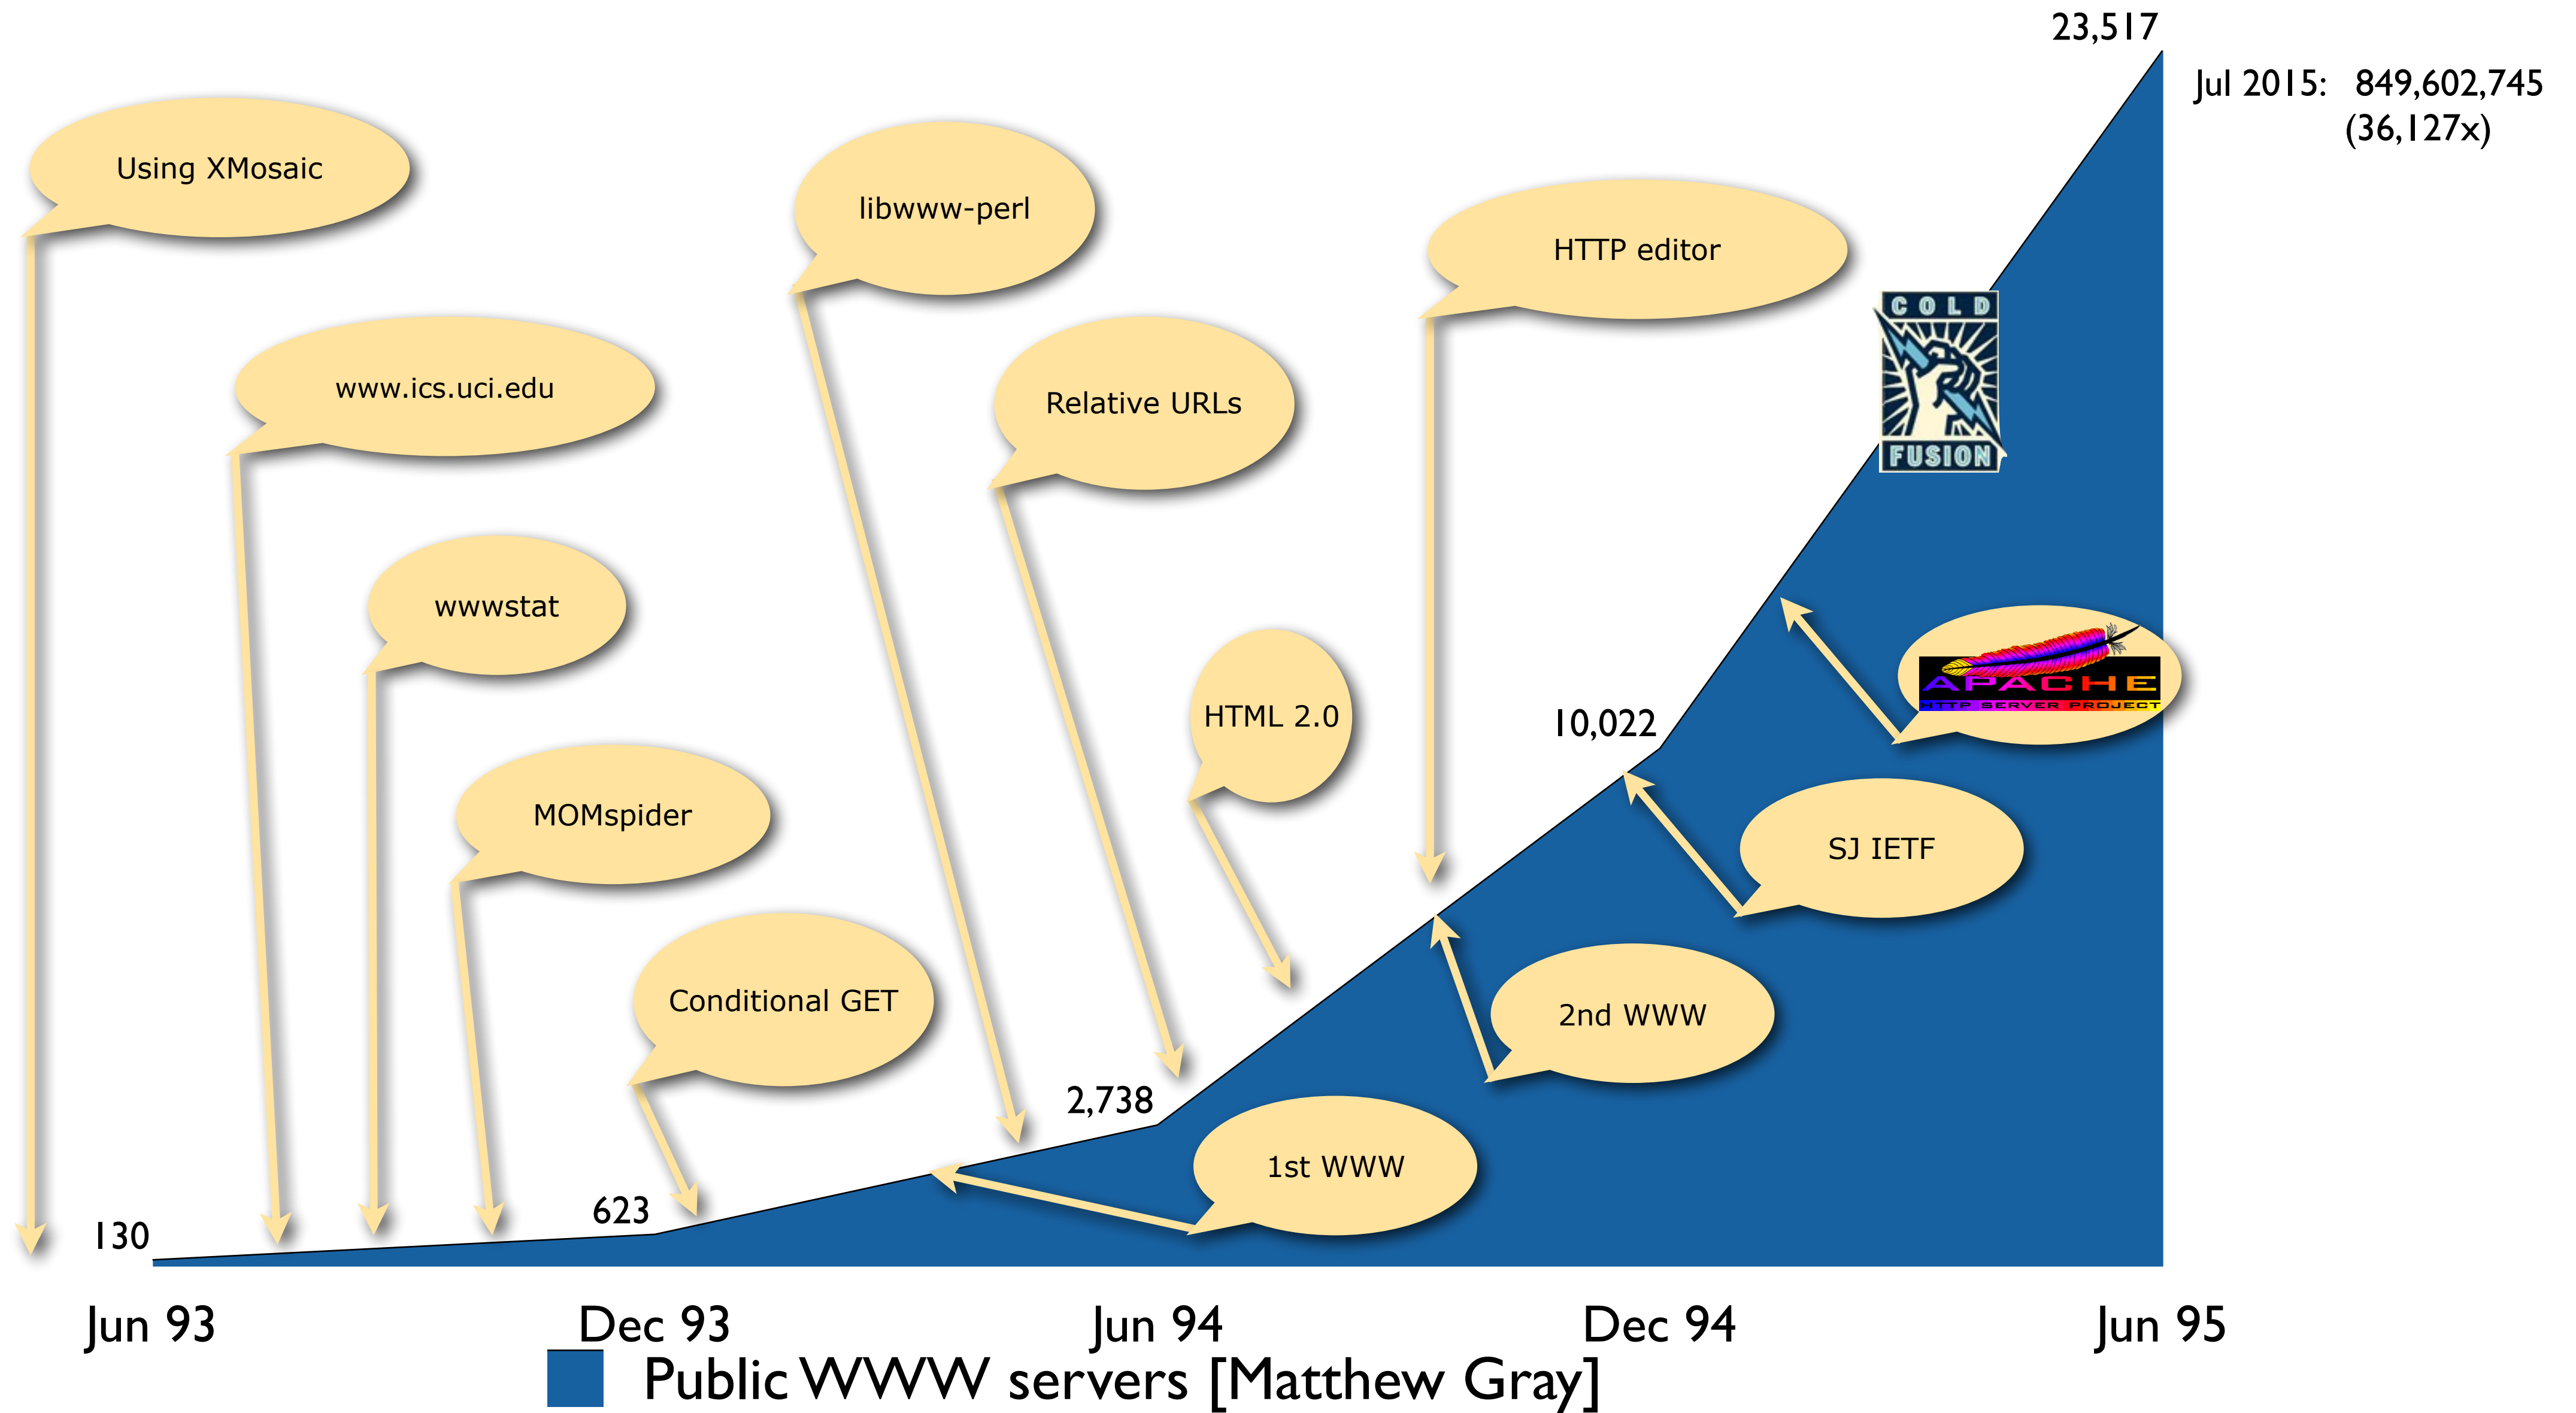 23,517
Jul 2015: 849,602,745
(36,127x)
Using XMosaic
libwww-perl
HTTP editor
COLD
FUSION
www.ics.uci.edu
Relative URLs
wwwstat
HTML 2.0
APACHE
HTTP SERVER PROJECT
10,022
MOMspider
SJ IETF
Conditional GET
2nd WWW
2,738
1st WWW
623
130
Jun 93
Dec 93
Jun 94
Dec 94
Jun 95
Public WWW servers [Matthew Gray]